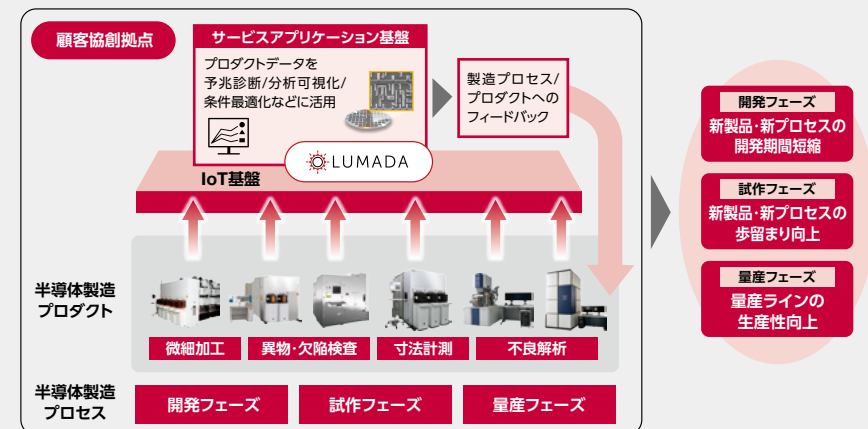 顧客協創拠点
サービスアプリケーション基盤
プロダクトデータを
予兆診断/分析可視化/
条件最適化などに活用
製造プロセス/
プロダクトへの
フィードバック
LUMADA
IoT基盤
半導体製造
プロダクト
微細加工
異物・欠陥検査
寸法計測
不良解析
半導体製造
プロセス
開発フェーズ
試作フェーズ
量産フェーズ
開発フェーズ
新製品・新プロセスの
開発期間短縮
試作フェーズ
新製品・新プロセスの
歩留まり向上
量産フェーズ
量産ラインの
生産性向上